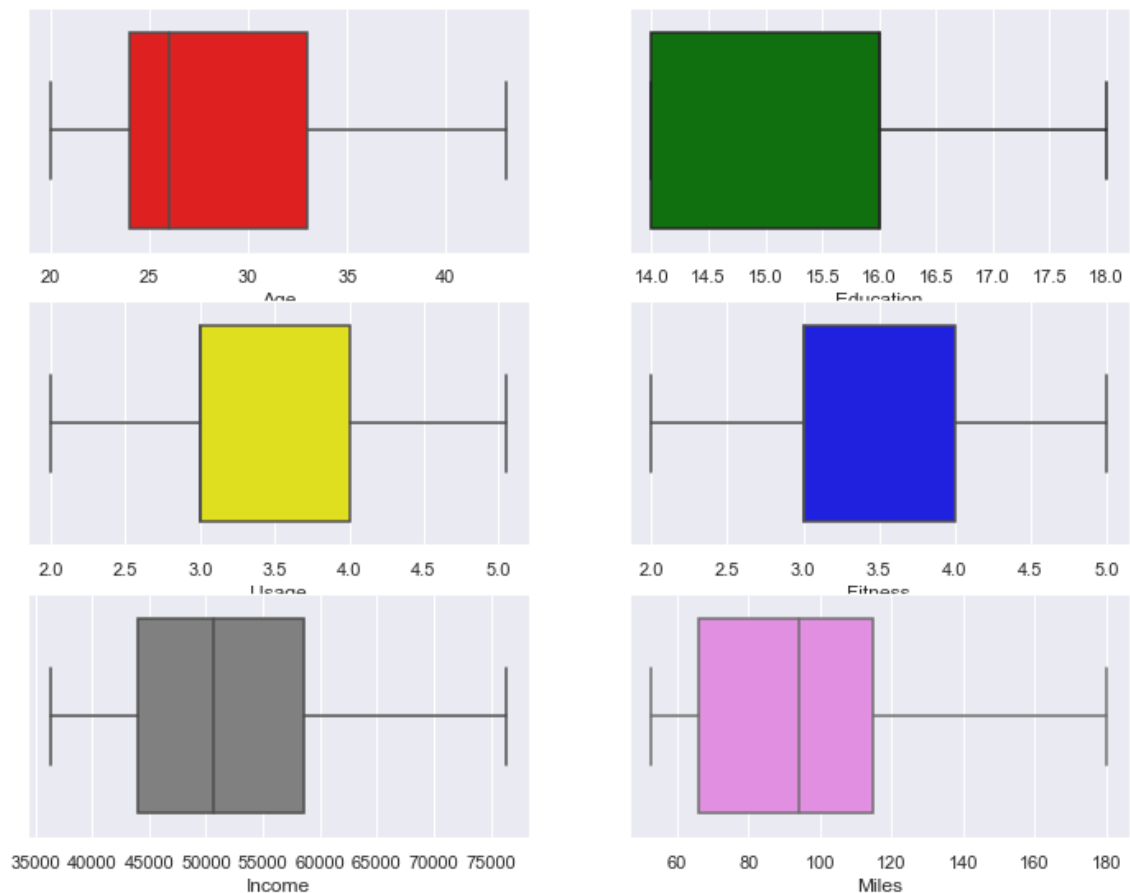 20 25 30 35 40
Age
14.0 14.5 15.0 15.5 16.0 16.5 17.0 17.5 18.0
Education
2.0 2.5 3.0 3.5 4.0 4.5 5.0
Usage
2.0 2.5 3.0 3.5 4.0 4.5 5.0
Fitness
35000 40000 45000 50000 55000 60000 65000 70000 75000
Income
60 80 100 120 140 160 180
Miles